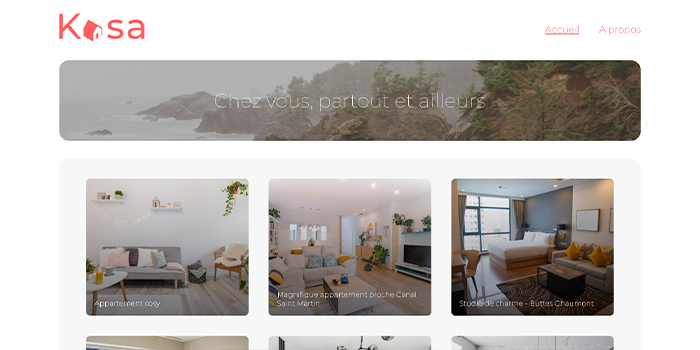 Kasa
Accueil
A propos
Chez vous, partout et ailleurs
Appartement cosy
Magnifique appartement proche Canal
Saint Martin
Studio de charme - Buttes Chaumont